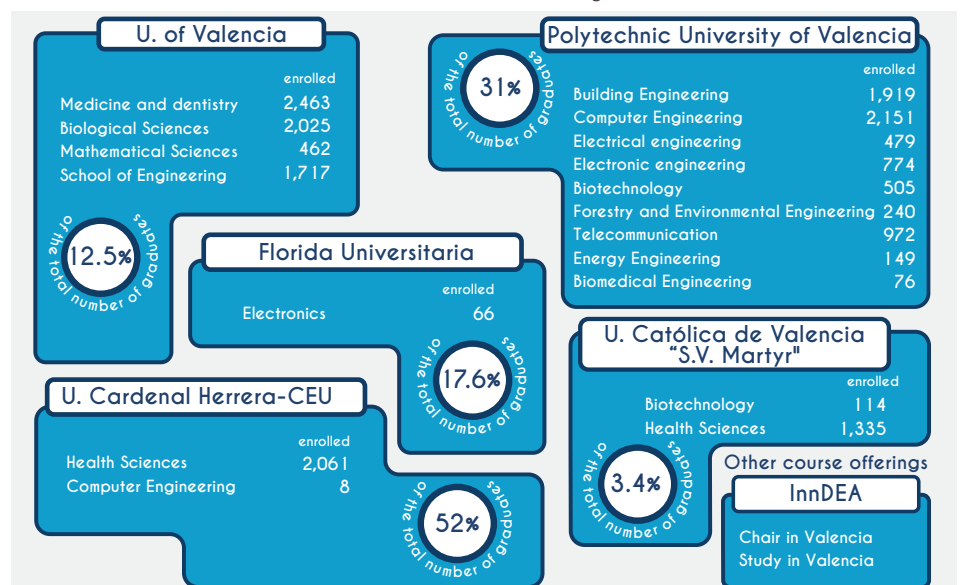 U. of Valencia
enrolled
Medicine and dentistry 2,463
Biological Sciences 2,025
Mathematical Sciences 462
School of Engineering 1,717
12.5%
of the total number of graduates
Polytechnic University of Valencia
31%
of the total number of graduates
enrolled
Building Engineering 1,919
Computer Engineering 2,151
Electrical engineering 479
Electronic engineering 774
Biotechnology 505
Forestry and Environmental Engineering 240
Telecommunication 972
Energy Engineering 149
Biomedical Engineering 76
Florida Universitaria
enrolled
Electronics 66
17.6%
of the total number of graduates
U. Católica de Valencia
“S.V. Martyr"
enrolled
Biotechnology 114
Health Sciences 1,335
3.4%
of the total number of graduates
U. Cardenal Herrera-CEU
enrolled
Health Sciences 2,061
Computer Engineering 8
52%
of the total number of graduates
Other course offerings
InnDEA
Chair in Valencia
Study in Valencia